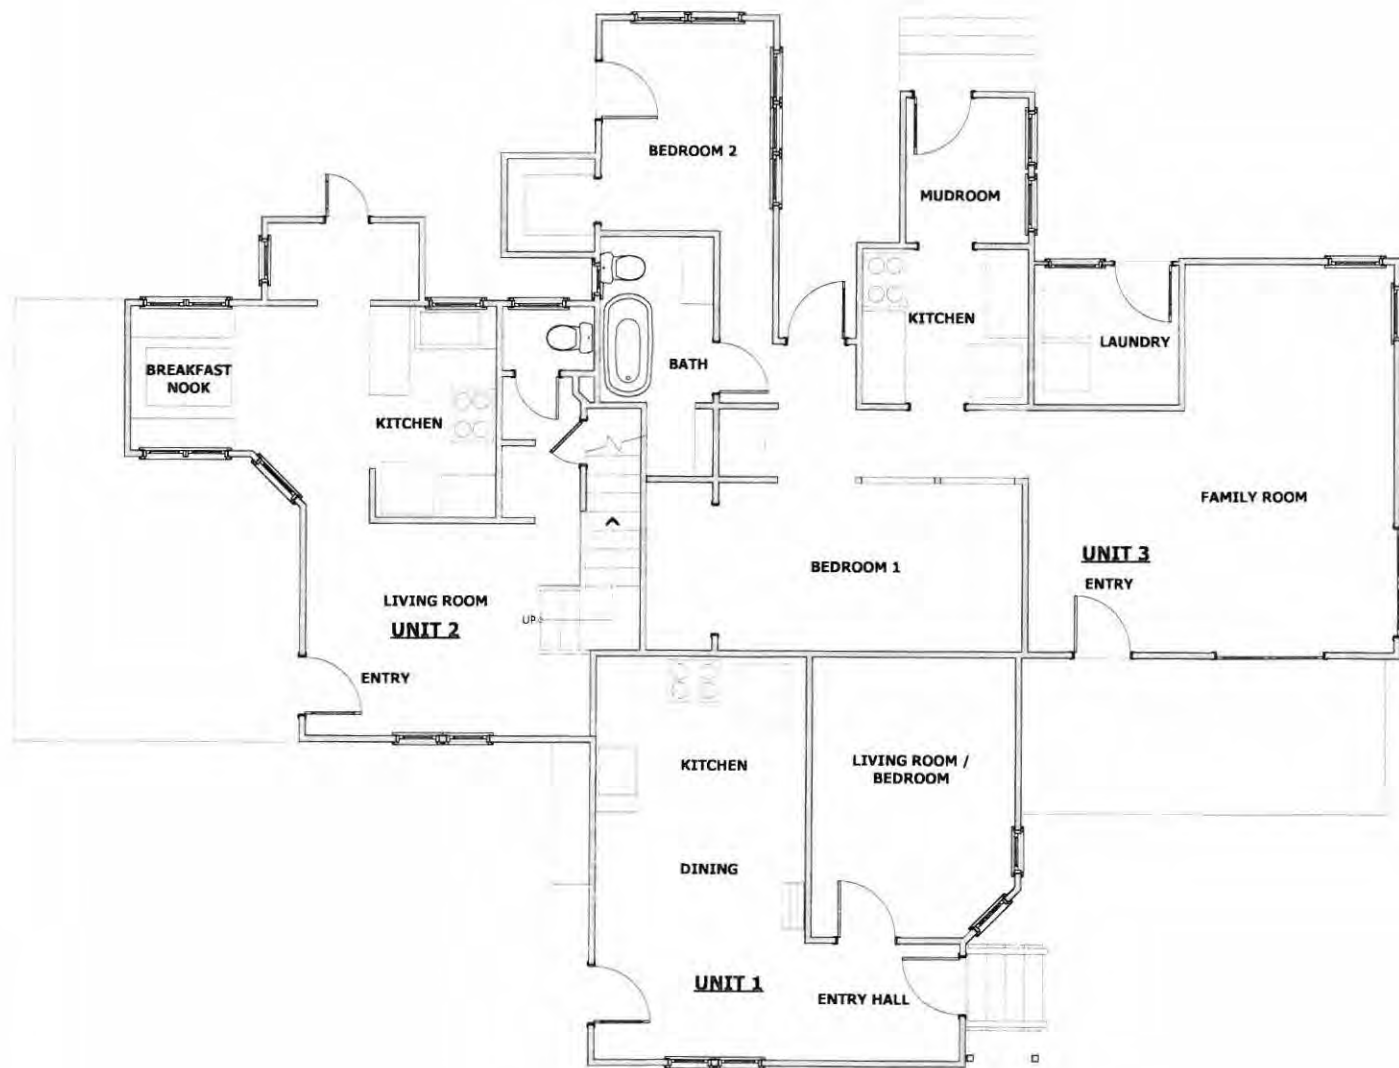 BEDROOM 2
MUDROOM
KITCHEN
LAUNDRY
BREAKFAST
NOOK
BATH
KITCHEN
FAMILY ROOM
BEDROOM 1
UNIT 3
ENTRY
LIVING ROOM
UNIT 2
UP
ENTRY
KITCHEN
LIVING ROOM /
BEDROOM
DINING
UNIT 1
ENTRY HALL